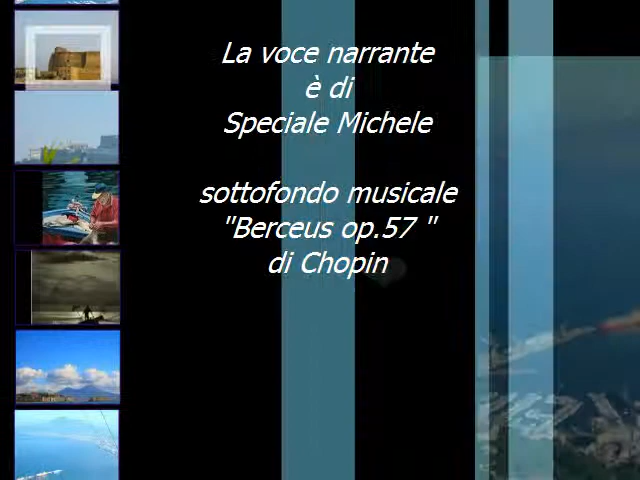 La voce narrante
è di
Speciale Michele
sottofondo musicale
"Berceus op.57 "
di Chopin